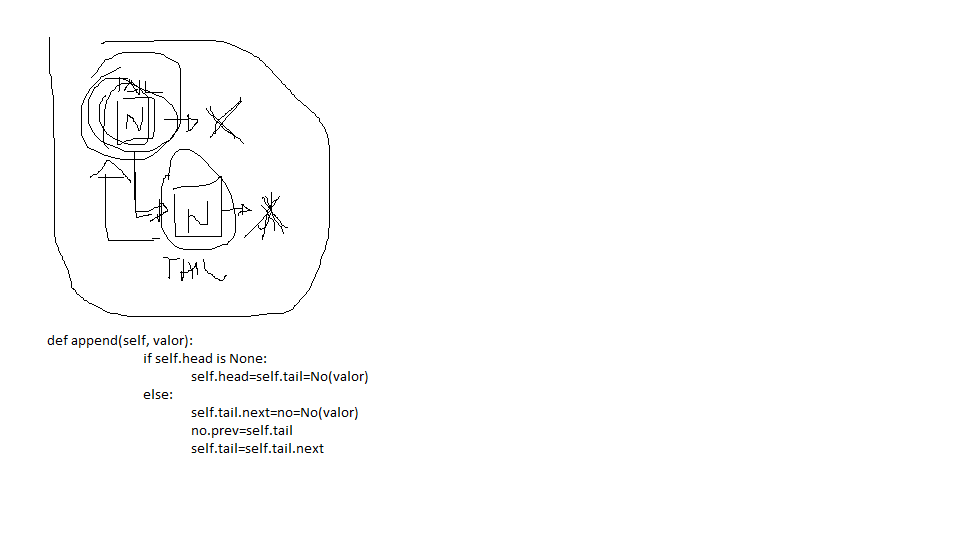 TAIL
N
N
TAIL
def append(self, valor):
if self.head is None:
self.head=self.tail=No(valor)
else:
self.tail.next=no=No(valor)
no.prev=self.tail
self.tail=self.tail.next